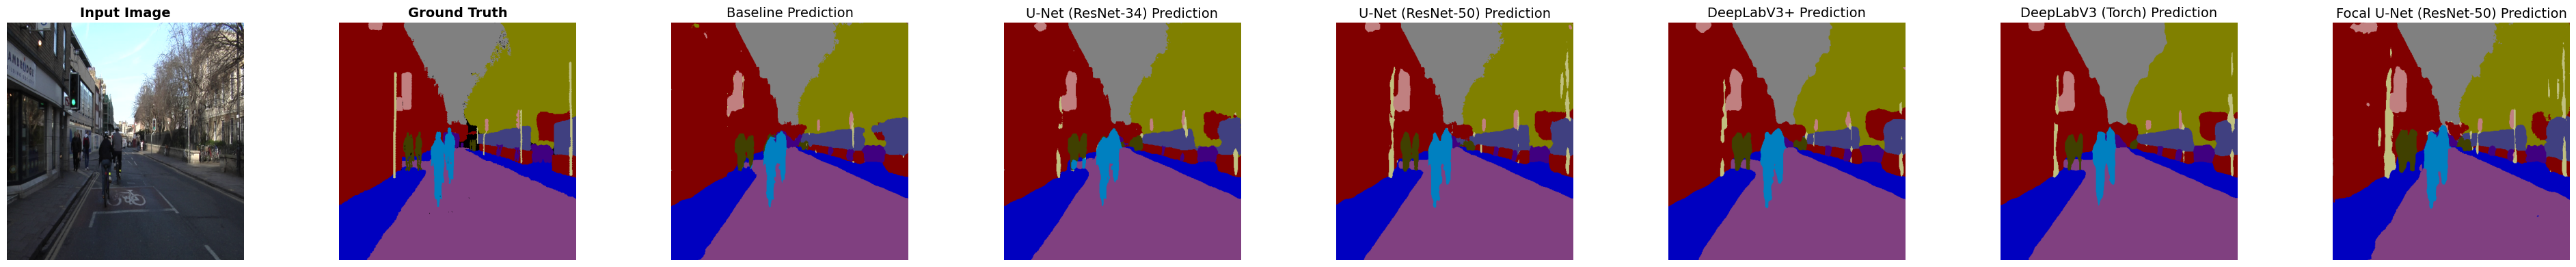 Input Image
Ground Truth
Baseline Prediction
U-Net (ResNet-34) Prediction
U-Net (ResNet-50) Prediction
DeepLabV3+ Prediction
DeepLabV3 (Torch) Prediction
Focal U-Net (ResNet-50) Prediction